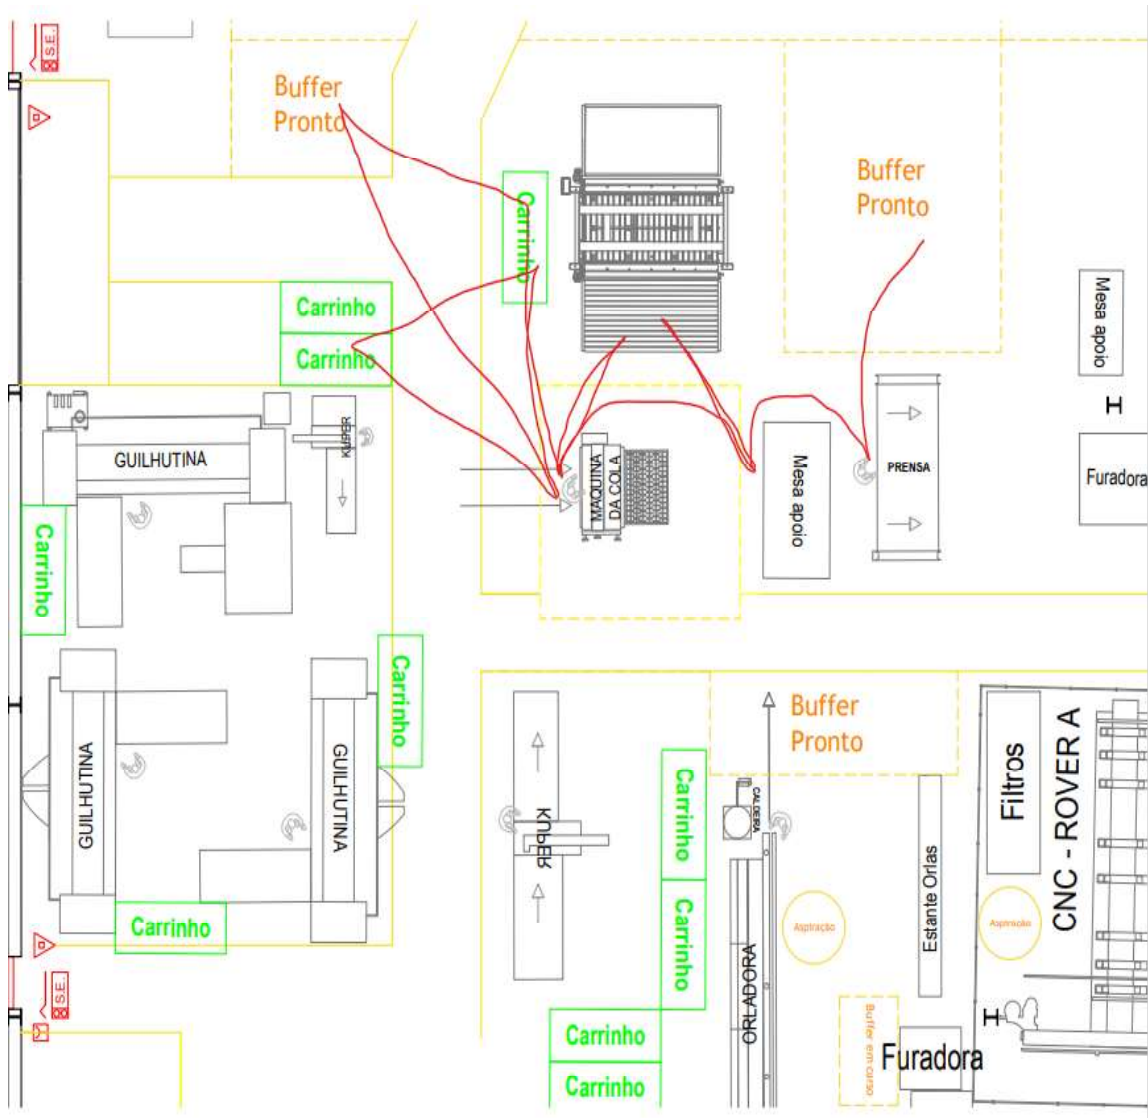 S.E.
Buffer
Pronto
Carrinho
Buffer
Pronto
Carrinho
Carrinho
Mesa apoio
GUILHUTINA
KUPER
MAQUINA
DA COLA
Mesa apoio
PRENSA
Furadora
Carrinho
Carrinho
GUILHUTINA
GUILHUTINA
KUPER
Carrinho
Buffer
Pronto
CALDEIRA
Filtros
CNC - ROVER A
Estante Orlas
Carrinho
Carrinho
Aspiração
Aspiração
ORLADORA
S.E.
Carrinho
Carrinho
Buffer em curso
Furadora